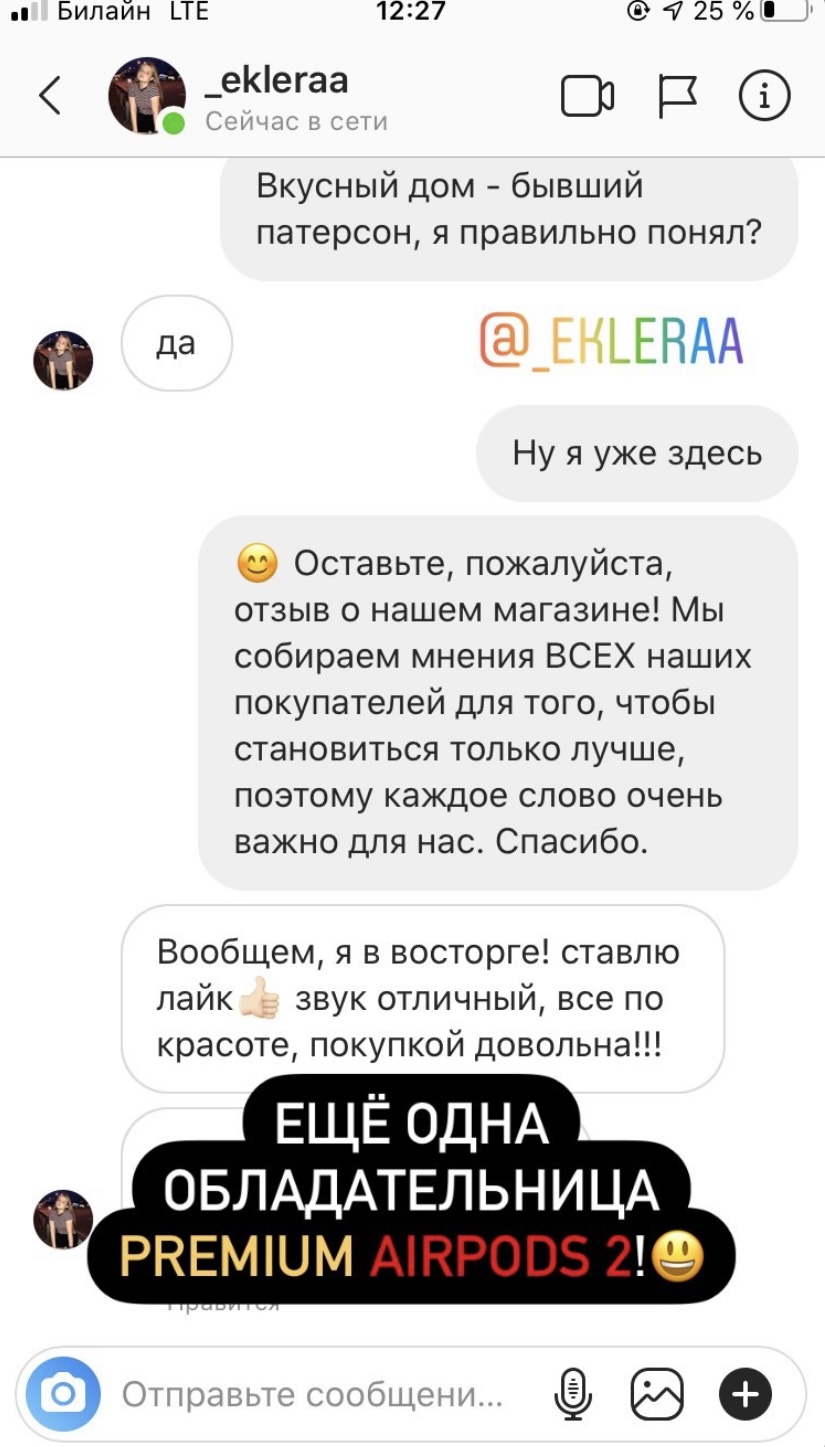 Билайн LTE 12:27 25 %
_ekleraa
Сейчас в сети
Вкусный дом - бывший
патерсон, я правильно понял?
да
@_EKLERAA
Ну я уже здесь
😊 Оставьте, пожалуйста,
отзыв о нашем магазине! Мы
собираем мнения ВСЕХ наших
покупателей для того, чтобы
становиться только лучше,
поэтому каждое слово очень
важно для нас. Спасибо.
Вообщем, я в восторге! ставлю
лайк👍🏻 звук отличный, все по
красоте, покупкой довольна!!!
ЕЩЁ ОДНА
ОБЛАДАТЕЛЬНИЦА
PREMIUM AIRPODS 2!😃
Нравится
Отправьте сообщени...